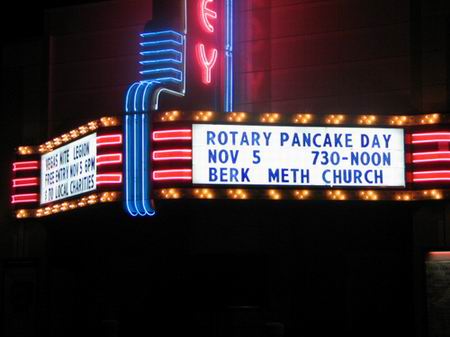 EY
VEGAS NITE LEGION
FREE ENTRY NOV 5 8PM
$ TO LOCAL CHARITIES
ROTARY PANCAKE DAY
NOV 5 730-NOON
BERK METH CHURCH